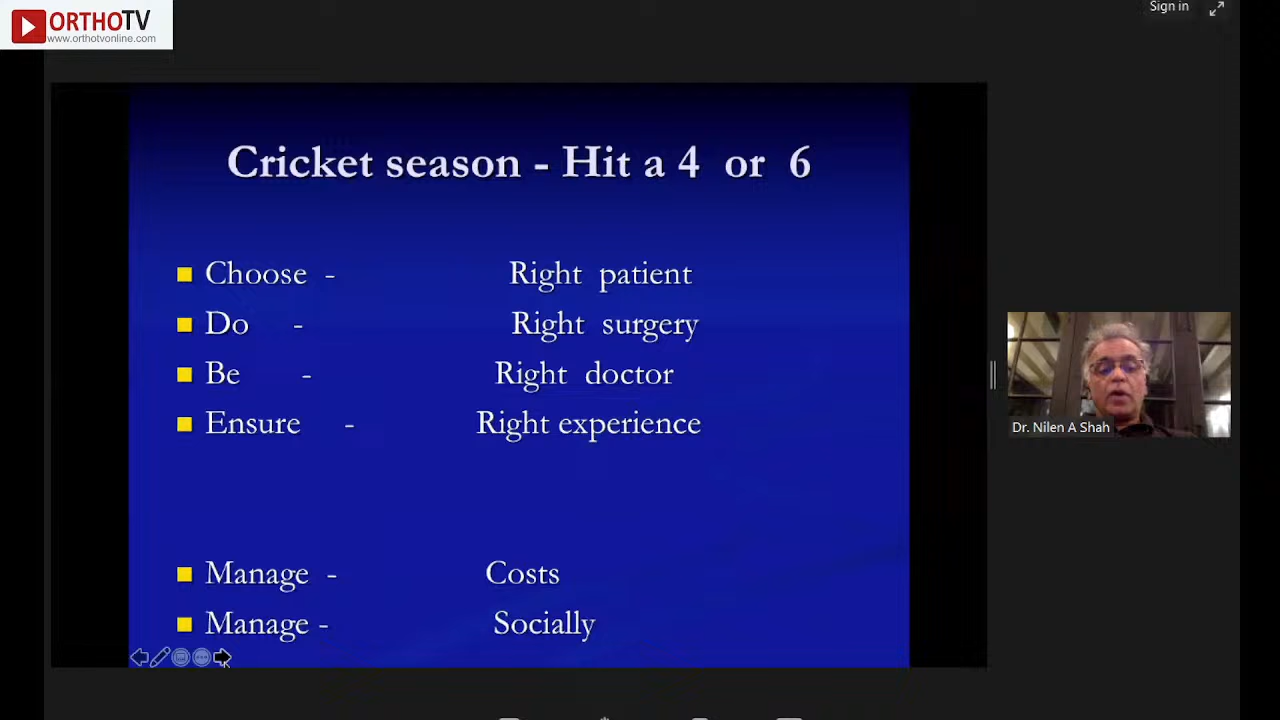 ORTHOTV
www.orthotvonline.com
Sign in
Cricket season - Hit a 4 or 6
Choose - Right patient
Do - Right surgery
Be - Right doctor
Ensure - Right experience
Manage - Costs
Manage - Socially
Dr. Nilen A Shah